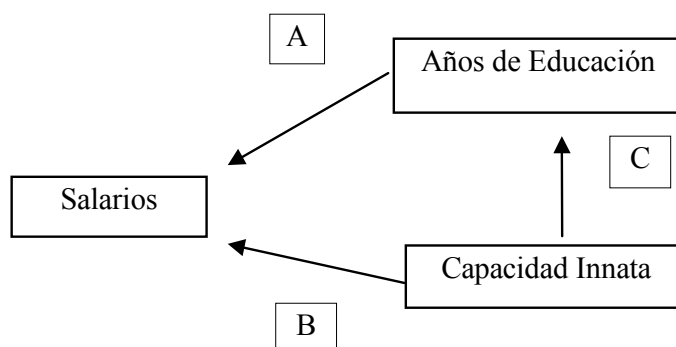 A
Años de Educación
C
Salarios
Capacidad Innata
B